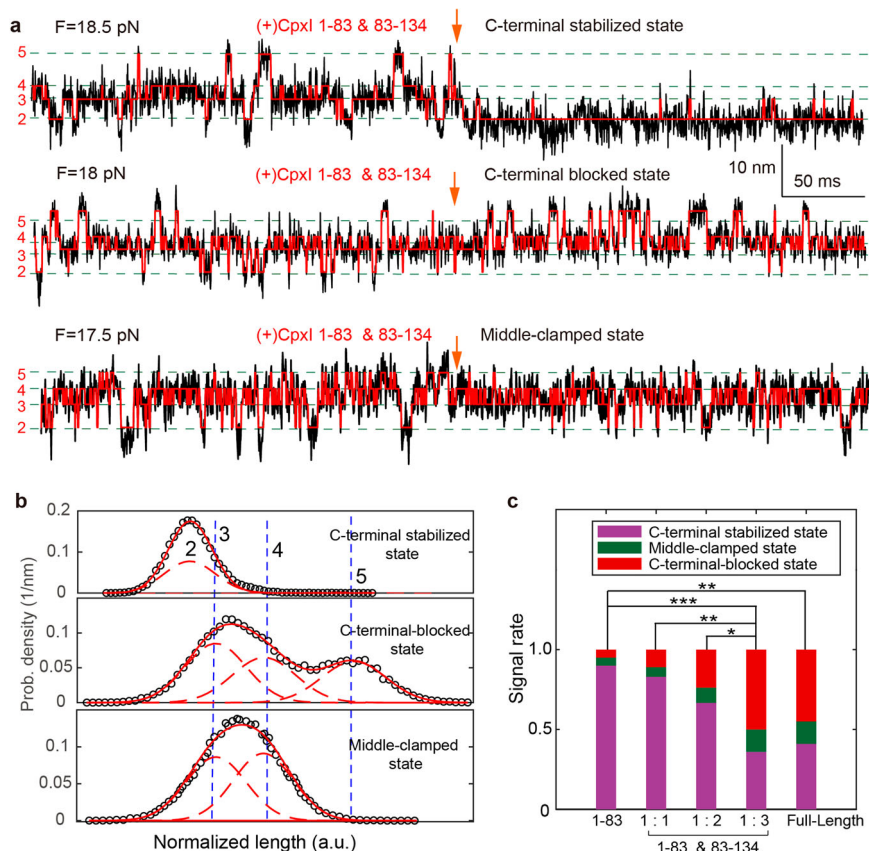 a
F=18.5 pN (+)CpxI 1-83 & 83-134 C-terminal stabilized state
5
4
3
2
10 nm
50 ms
F=18 pN (+)CpxI 1-83 & 83-134 C-terminal blocked state
5
4
3
2
F=17.5 pN (+)CpxI 1-83 & 83-134 Middle-clamped state
5
4
3
2
b
Prob. density (1/nm)
0.2
0.1
0
2 3 4 5
C-terminal stabilized
state
0.1
0.05
0
C-terminal-blocked
state
0.1
0.05
0
Middle-clamped
state
Normalized length (a.u.)
c
C-terminal stabilized state
Middle-clamped state
C-terminal-blocked state
**
***
**
*
Signal rate
1.0
0.5
0
1-83 1 : 1 1 : 2 1 : 3 Full-Length
1-83 & 83-134